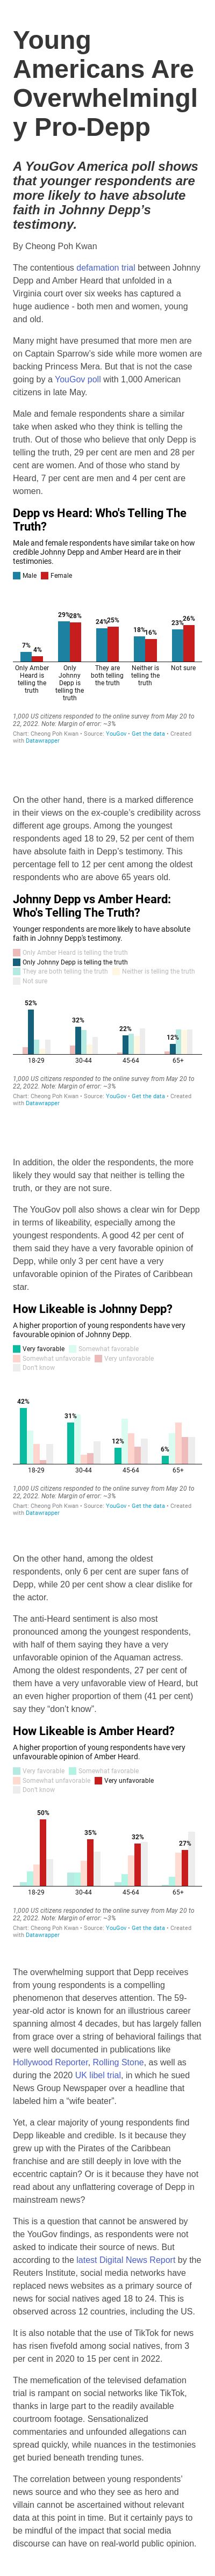 Young
Americans Are
Overwhelmingl
y Pro-Depp
A YouGov America poll shows
that younger respondents are
more likely to have absolute
faith in Johnny Depp's
testimony.
By Cheong Poh Kwan
The contentious defamation trial between Johnny
Depp and Amber Heard that unfolded in a
Virginia court over six weeks has captured a
huge audience - both men and women, young
and old.
Many might have presumed that more men are
on Captain Sparrow's side while more women are
backing Princess Mera. But that is not the case
going by a YouGov poll with 1,000 American
citizens in late May.
Male and female respondents share a similar
take when asked who they think is telling the
truth. Out of those who believe that only Depp is
telling the truth, 29 per cent are men and 28 per
cent are women. And of those who stand by
Heard, 7 per cent are men and 4 per cent are
women.
Depp vs Heard: Who's Telling The
Truth?
Male and female respondents have similar take on how
credible Johnny Depp and Amber Heard are in their
testimonies.
Male Female
7% 4% 29% 28% 24% 25% 18% 16% 23% 26%
Only Amber Heard is telling the truth
Only Johnny Depp is telling the truth
They are both telling the truth
Neither is telling the truth
Not sure
1,000 US citizens responded to the online survey from May 20 to
22, 2022. Note: Margin of error: ~3%
Chart: Cheong Poh Kwan • Source: YouGov • Get the data • Created
with Datawrapper
On the other hand, there is a marked difference
in their views on the ex-couple's credibility across
different age groups. Among the youngest
respondents aged 18 to 29, 52 per cent of them
have absolute faith in Depp's testimony. This
percentage fell to 12 per cent among the oldest
respondents who are above 65 years old.
Johnny Depp vs Amber Heard:
Who's Telling The Truth?
Younger respondents are more likely to have absolute
faith in Johnny Depp's testimony.
Only Amber Heard is telling the truth
Only Johnny Depp is telling the truth
They are both telling the truth Neither is telling the truth
Not sure
52% 32% 22% 12%
18-29 30-44 45-64 65+
1,000 US citizens responded to the online survey from May 20 to
22, 2022. Note: Margin of error: ~3%
Chart: Cheong Poh Kwan • Source: YouGov • Get the data • Created
with Datawrapper
In addition, the older the respondents, the more
likely they would say that neither is telling the
truth, or they are not sure.
The YouGov poll also shows a clear win for Depp
in terms of likeability, especially among the
youngest respondents. A good 42 per cent of
them said they have a very favorable opinion of
Depp, while only 3 per cent have a very
unfavorable opinion of the Pirates of Caribbean
star.
How Likeable is Johnny Depp?
A higher proportion of young respondents have very
favourable opinion of Johnny Depp.
Very favorable Somewhat favorable
Somewhat unfavorable Very unfavorable
Don't know
42% 31% 12% 6%
18-29 30-44 45-64 65+
1,000 US citizens responded to the online survey from May 20 to
22, 2022. Note: Margin of error: ~3%
Chart: Cheong Poh Kwan • Source: YouGov • Get the data • Created
with Datawrapper
On the other hand, among the oldest
respondents, only 6 per cent are super fans of
Depp, while 20 per cent show a clear dislike for
the actor.
The anti-Heard sentiment is also most
pronounced among the youngest respondents,
with half of them saying they have a very
unfavorable opinion of the Aquaman actress.
Among the oldest respondents, 27 per cent of
them have a very unfavorable view of Heard, but
an even higher proportion of them (41 per cent)
say they "don't know".
How Likeable is Amber Heard?
A higher proportion of young respondents have very
unfavourable opinion of Amber Heard.
Very favorable Somewhat favorable
Somewhat unfavorable Very unfavorable
Don't know
50% 35% 32% 27%
18-29 30-44 45-64 65+
1,000 US citizens responded to the online survey from May 20 to
22, 2022. Note: Margin of error: ~3%
Chart: Cheong Poh Kwan • Source: YouGov • Get the data • Created
with Datawrapper
The overwhelming support that Depp receives
from young respondents is a compelling
phenomenon that deserves attention. The 59-
year-old actor is known for an illustrious career
spanning almost 4 decades, but has largely fallen
from grace over a string of behavioral failings that
were well documented in publications like
Hollywood Reporter, Rolling Stone, as well as
during the 2020 UK libel trial, in which he sued
News Group Newspaper over a headline that
labeled him a "wife beater".
Yet, a clear majority of young respondents find
Depp likeable and credible. Is it because they
grew up with the Pirates of the Caribbean
franchise and are still deeply in love with the
eccentric captain? Or is it because they have not
read about any unflattering coverage of Depp in
mainstream news?
This is a question that cannot be answered by
the YouGov findings, as respondents were not
asked to indicate their source of news. But
according to the latest Digital News Report by the
Reuters Institute, social media networks have
replaced news websites as a primary source of
news for social natives aged 18 to 24. This is
observed across 12 countries, including the US.
It is also notable that the use of TikTok for news
has risen fivefold among social natives, from 3
per cent in 2020 to 15 per cent in 2022.
The memefication of the televised defamation
trial is rampant on social networks like TikTok,
thanks in large part to the readily available
courtroom footage. Sensationalized
commentaries and unfounded allegations can
spread quickly, while nuances in the testimonies
get buried beneath trending tunes.
The correlation between young respondents'
news source and who they see as hero and
villain cannot be ascertained without relevant
data at this point in time. But it certainly pays to
be mindful of the impact that social media
discourse can have on real-world public opinion.